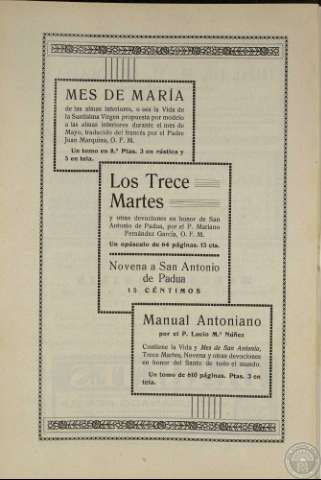 MES DE MARÍA
de las almas interiores, o sea la Vida de
la Santísima Virgen propuesta por modelo
a las almas interiores durante el mes de
Mayo, traducido del francés por el Padre
Juan Marquina, O. F. M.
Un tomo en 8.º Ptas. 3 en rústica y
5 en tela.
Los Trece
Martes
y otras devociones en honor de San
Antonio de Padua, por el P. Mariano
Fernández García, O. F. M.
Un opúsculo de 64 páginas. 15 cts.
Novena a San Antonio
de Padua
15 CÉNTIMOS
Manual Antoniano
por el P. Lucio M.ª Núñez
Contiene la Vida y Mes de San Antonio,
Trece Martes, Novena y otras devociones
en honor del Santo de todo el mundo.
Un tomo de 610 páginas. Ptas. 3 en
tela.